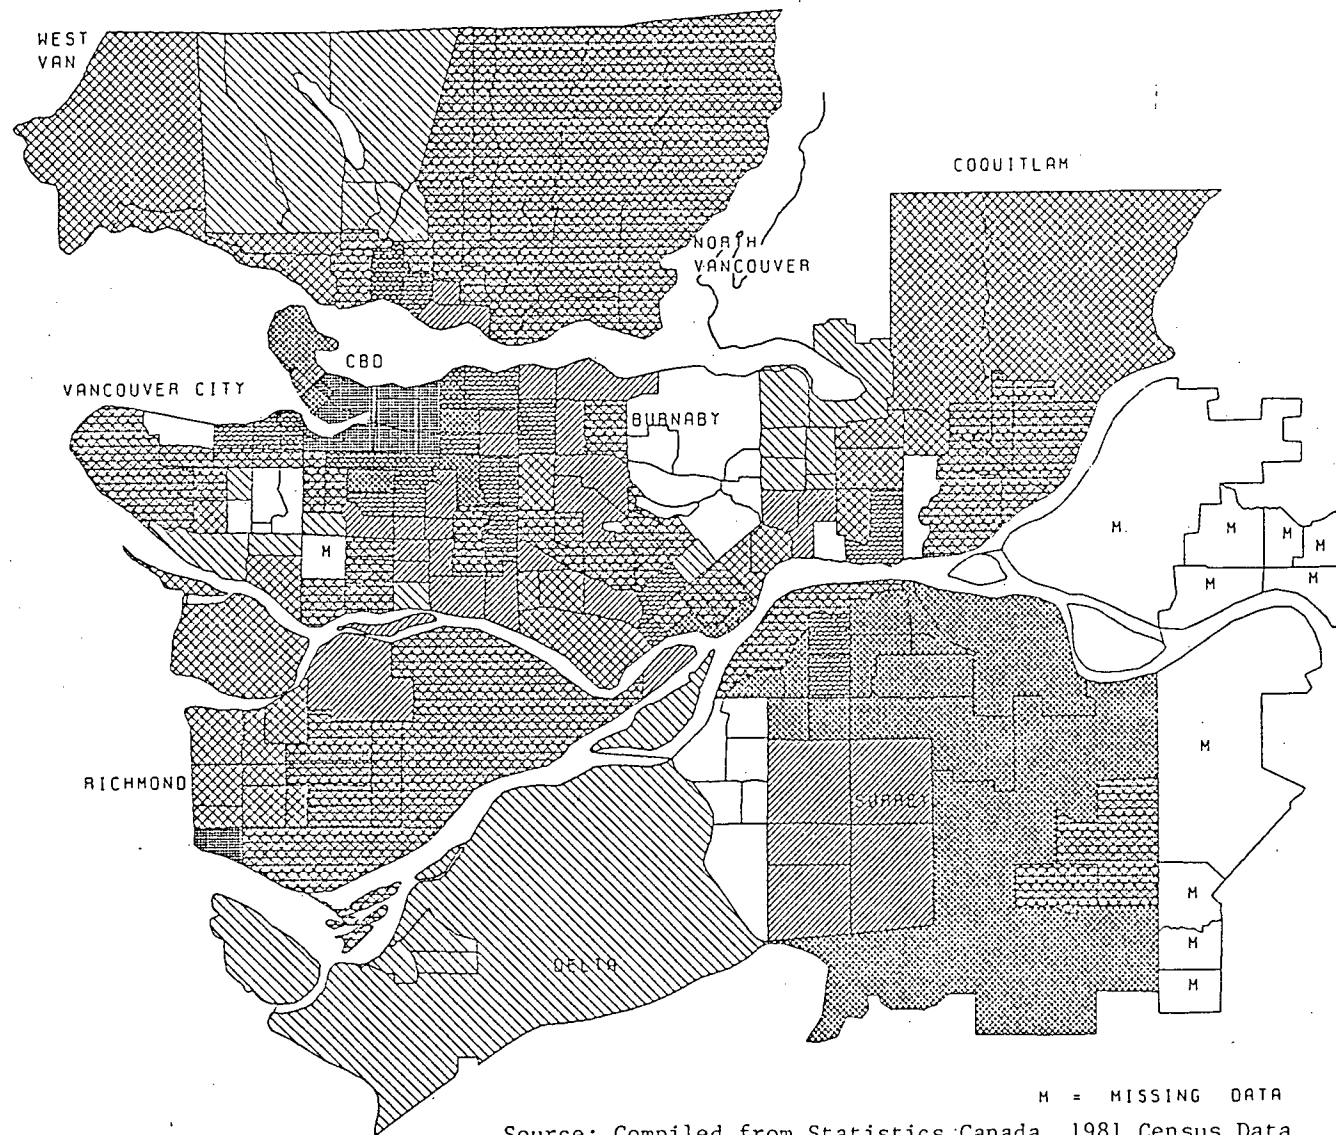 WEST
VAN
COQUITLAM
NORTH
VANCOUVER
CBD
VANCOUVER CITY
BURNABY
M
M
M
M
M
M
M
RICHMOND
M
SURREY
M
M
DELTA
M
M = MISSING DATA
Source: Compiled from Statistics Canada, 1981 Census Data